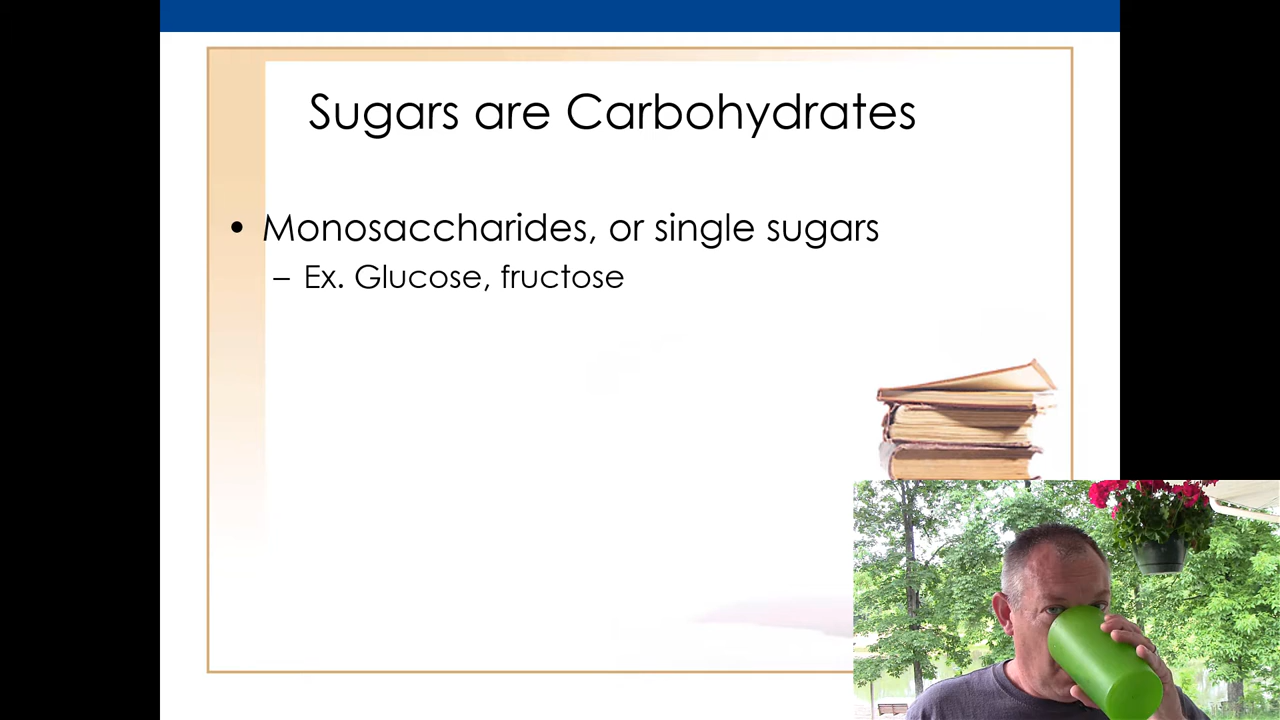 Sugars are Carbohydrates
• Monosaccharides, or single sugars
– Ex. Glucose, fructose